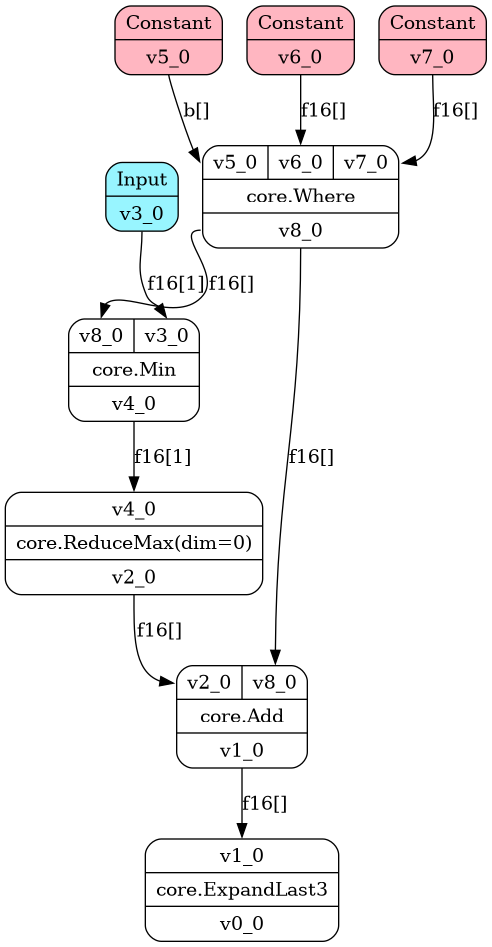 Constant
v5_0
Constant
v6_0
Constant
v7_0
b[]
f16[]
f16[]
v5_0 v6_0 v7_0
core.Where
v8_0
Input
v3_0
f16[1]
f16[]
v8_0 v3_0
core.Min
v4_0
f16[1]
f16[]
v4_0
core.ReduceMax(dim=0)
v2_0
f16[]
v2_0 v8_0
core.Add
v1_0
f16[]
v1_0
core.ExpandLast3
v0_0